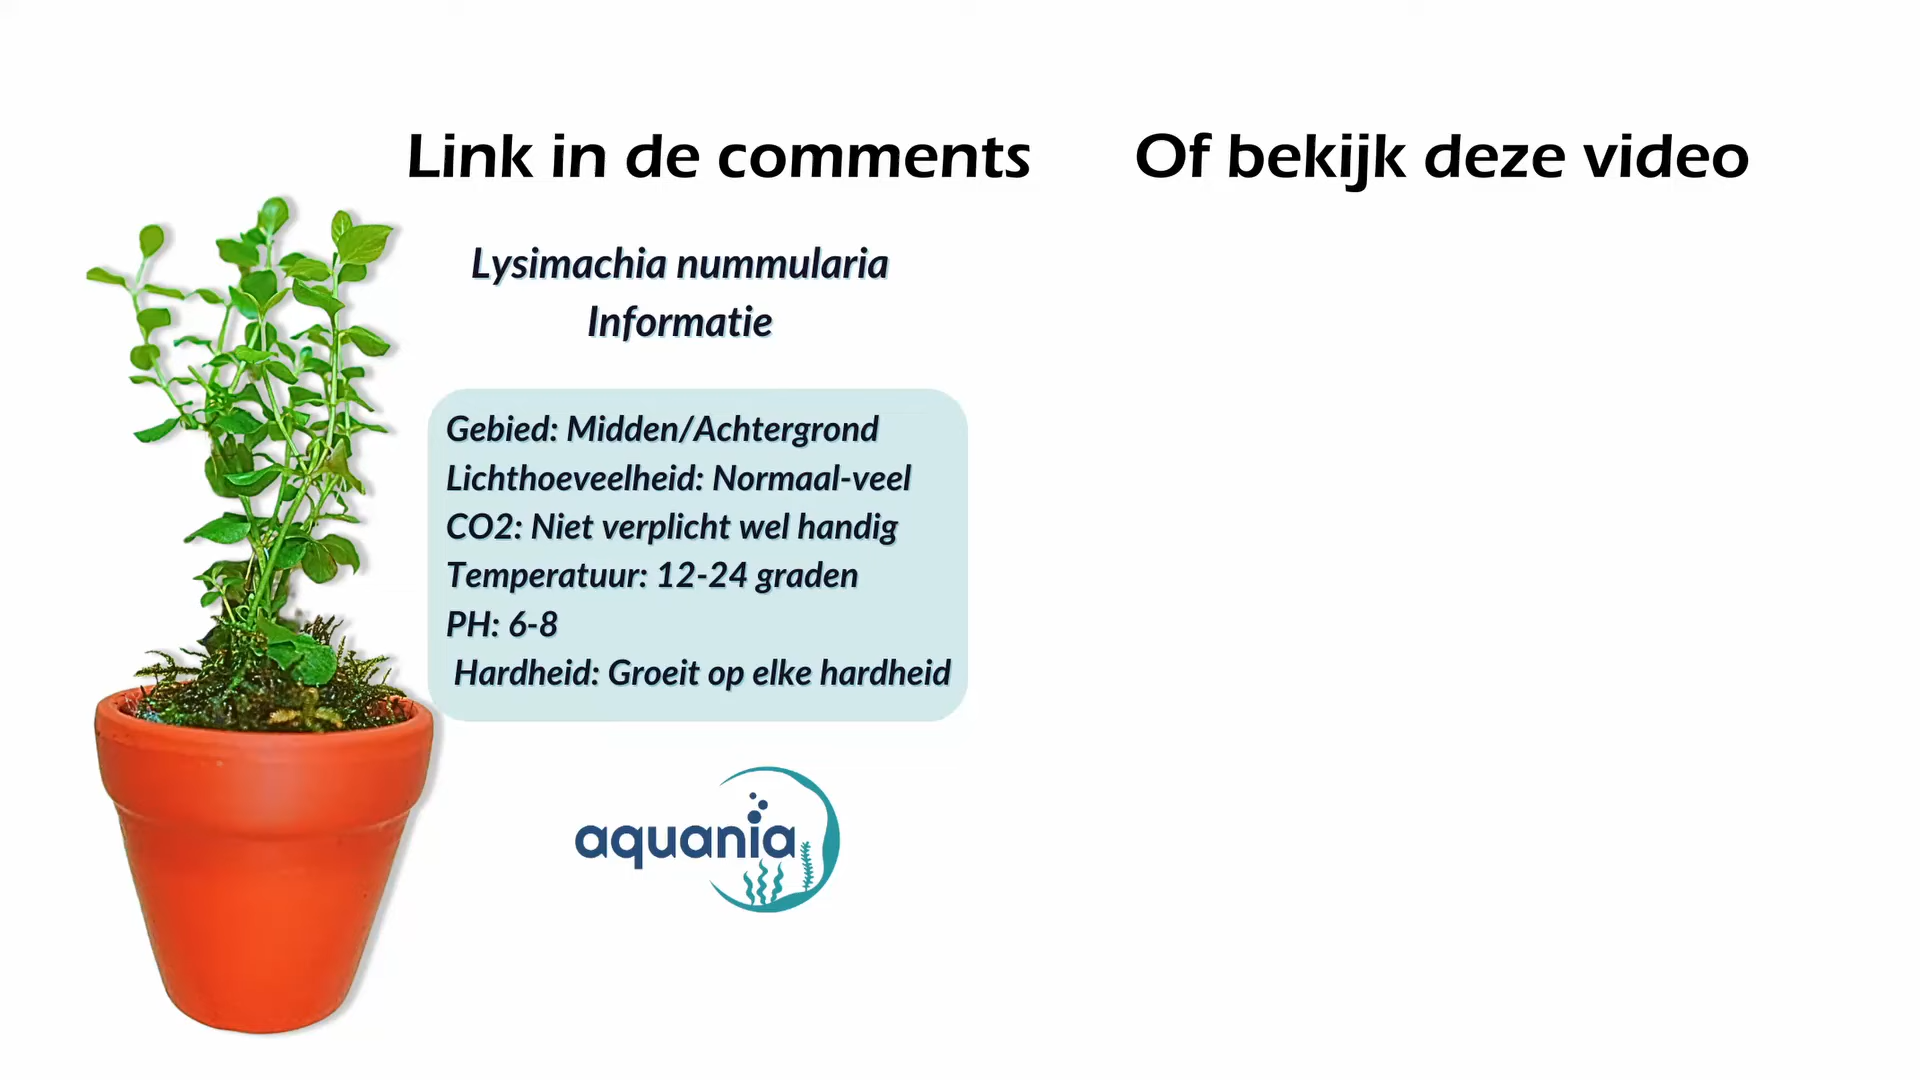 Link in de comments
Of bekijk deze video
Lysimachia nummularia
Informatie
Gebied: Midden/Achtergrond
Lichthoeveelheid: Normaal-veel
CO2: Niet verplicht wel handig
Temperatuur: 12-24 graden
PH: 6-8
Hardheid: Groeit op elke hardheid
aquania